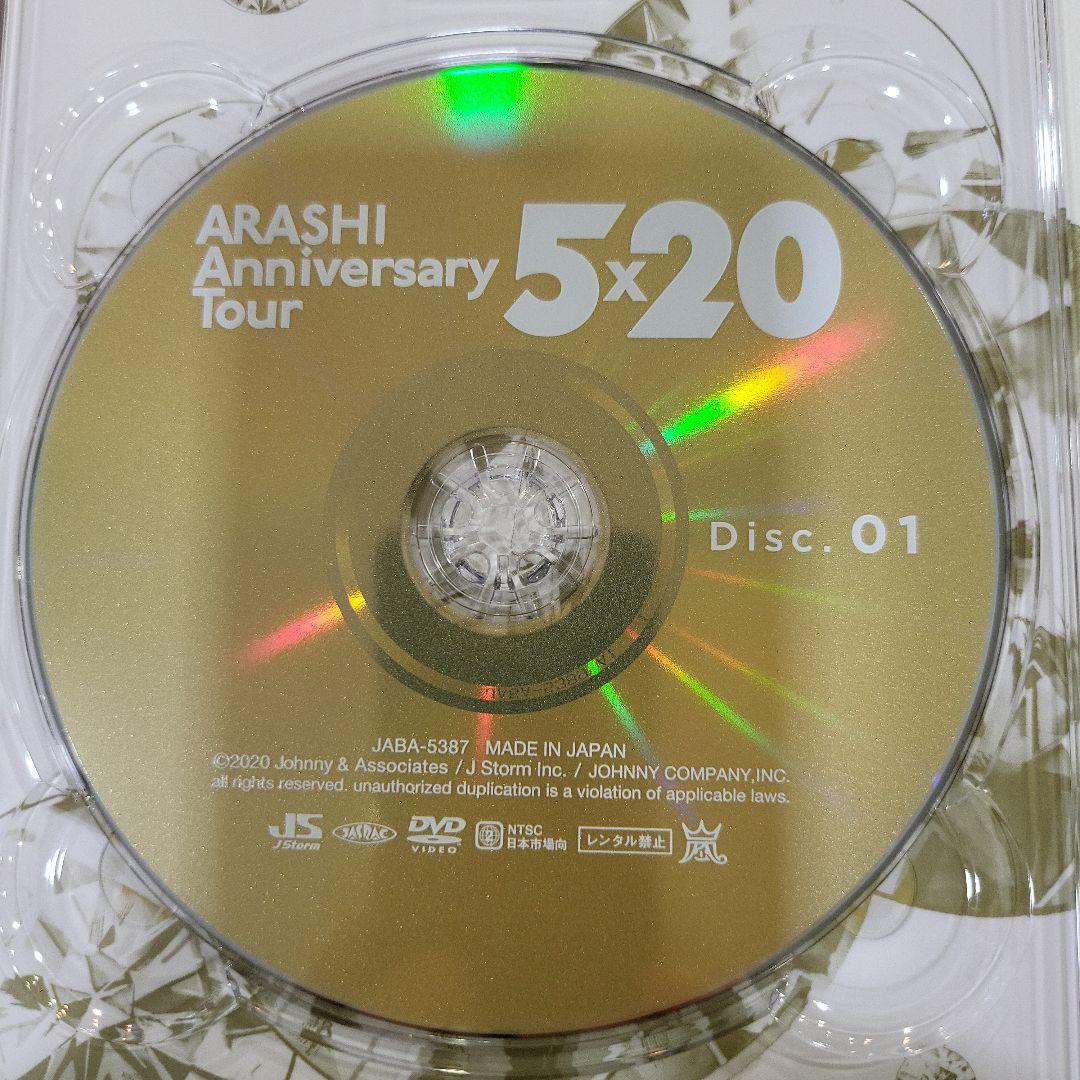 ARASHI
Anniversary
Tour
5x20
Disc. 01
JABA-5387 MADE IN JAPAN
©2020 Johnny & Associates / J Storm Inc. / JOHNNY COMPANY,INC.
all rights reserved. unauthorized duplication is a violation of applicable laws.
JS
J Storm
JASRAC
DVD
VIDEO
2
NTSC
日本市場向
レンタル禁止
嵐